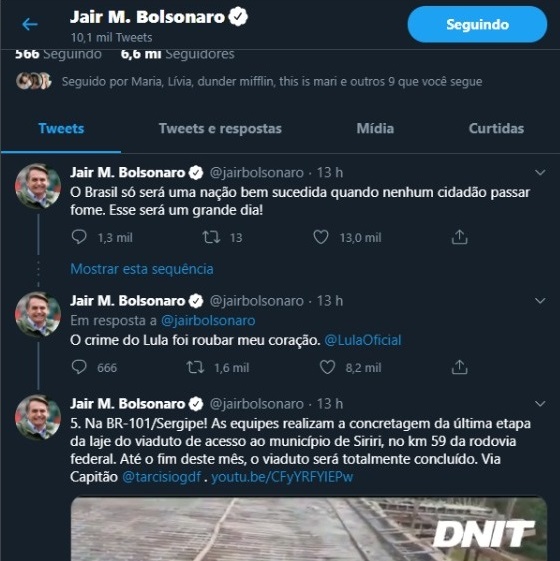 Jair M. Bolsonaro
10,1 mil Tweets
Seguindo
566 Seguindo 6,6 mi Seguidores
Seguido por Maria, Lívia, dunder mifflin, this is mari e outros 9 que você segue
Tweets Tweets e respostas Mídia Curtidas
Jair M. Bolsonaro @jairbolsonaro · 13 h
O Brasil só será uma nação bem sucedida quando nenhum cidadão passar
fome. Esse será um grande dia!
1,3 mil 13 13,0 mil
Mostrar esta sequência
Jair M. Bolsonaro @jairbolsonaro · 13 h
Em resposta a @jairbolsonaro
O crime do Lula foi roubar meu coração. @LulaOficial
666 1,6 mil 8,2 mil
Jair M. Bolsonaro @jairbolsonaro · 13 h
5. Na BR-101/Sergipe! As equipes realizam a concretagem da última etapa
da laje do viaduto de acesso ao município de Siriri, no km 59 da rodovia
federal. Até o fim deste mês, o viaduto será totalmente concluído. Via
Capitão @tarcisiogdf . youtu.be/CFyYRFYIEPw
DNIT